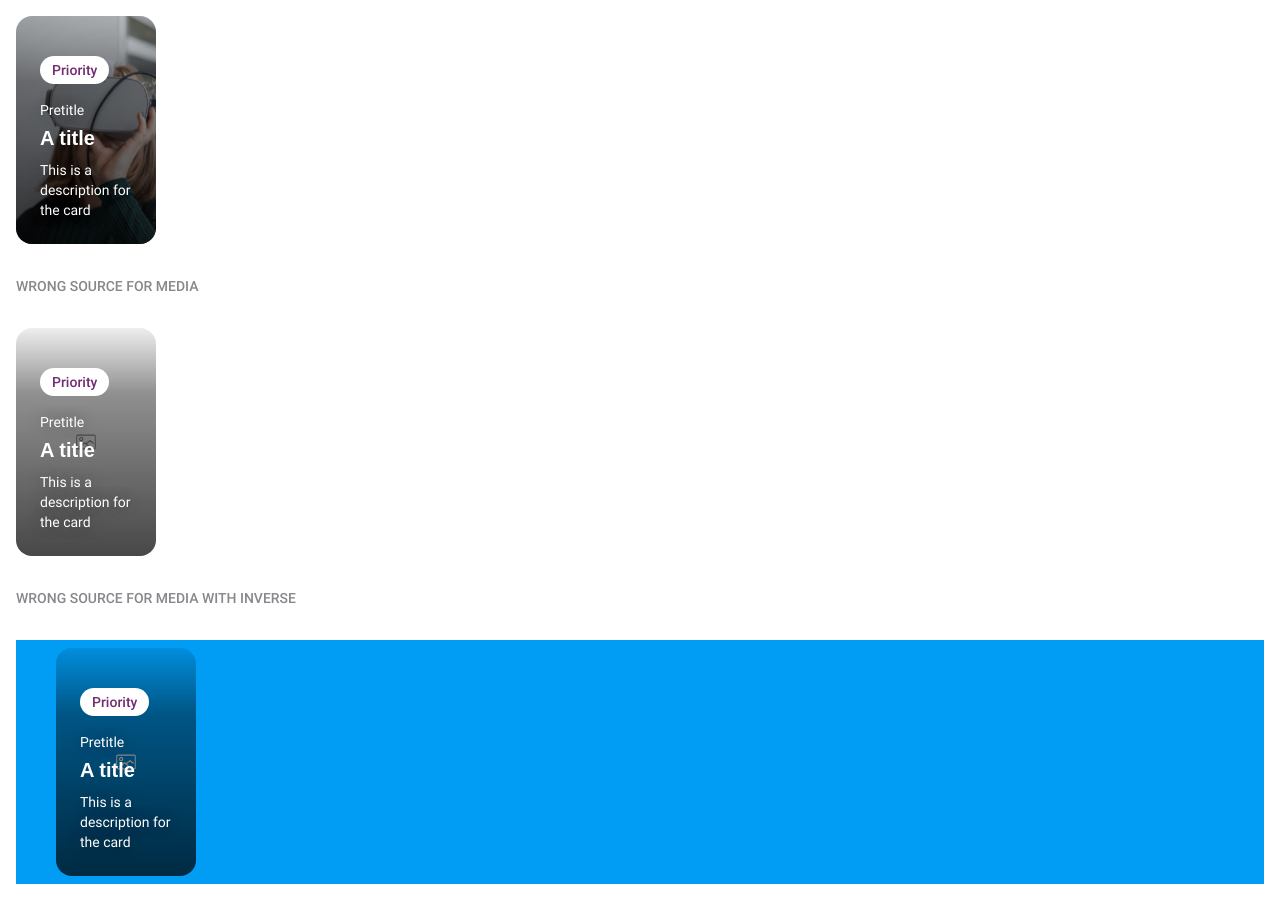 Priority
Pretitle
A title
This is a
description for
the card
WRONG SOURCE FOR MEDIA
Priority
Pretitle
A title
This is a
description for
the card
WRONG SOURCE FOR MEDIA WITH INVERSE
Priority
Pretitle
A title
This is a
description for
the card